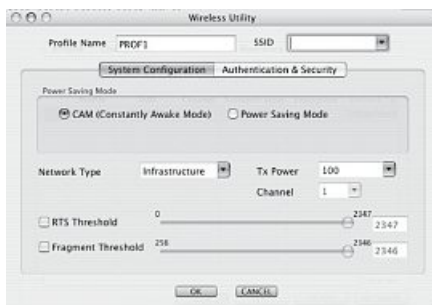 Wireless Utility
Profile Name PROF1 SSID
System Configuration Authentication & Security
Power Saving Mode
CAM (Constantly Awake Mode) Power Saving Mode
Network Type Infrastructure Tx Power 100
Channel 1
RTS Threshold 0 2347 2347
Fragment Threshold 256 2346 2346
OK CANCEL